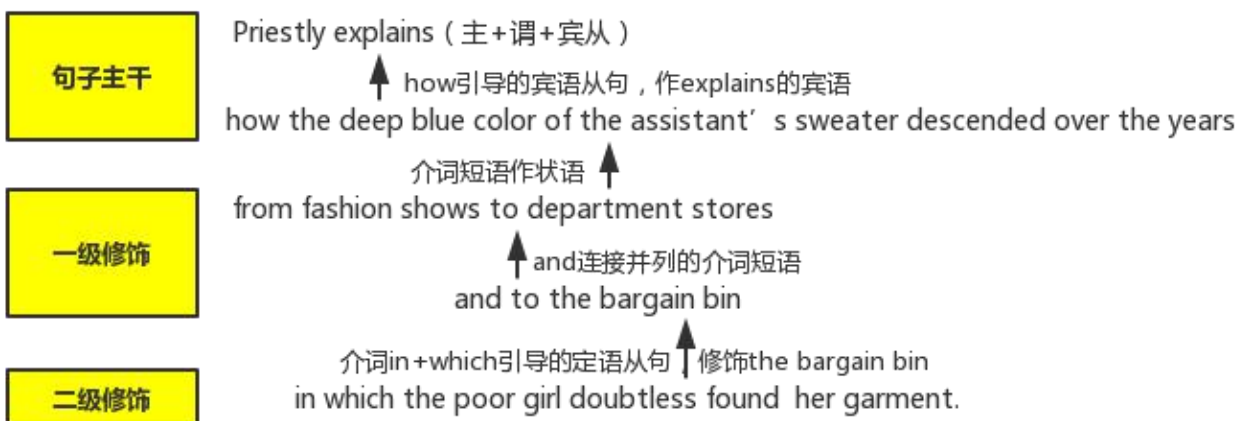 Priestly explains（主+谓+宾从）
句子主干
how引导的宾语从句，作explains的宾语
how the deep blue color of the assistant’s sweater descended over the years
介词短语作状语
from fashion shows to department stores
一级修饰
and连接并列的介词短语
and to the bargain bin
介词in+which引导的定语从句，修饰the bargain bin
二级修饰
in which the poor girl doubtless found her garment.